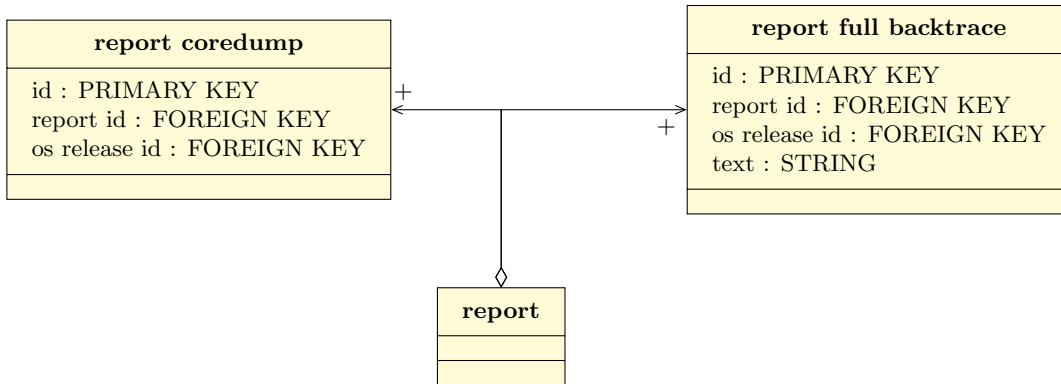 report coredump
id : PRIMARY KEY
report id : FOREIGN KEY
os release id : FOREIGN KEY
+
+
report full backtrace
id : PRIMARY KEY
report id : FOREIGN KEY
os release id : FOREIGN KEY
text : STRING
report